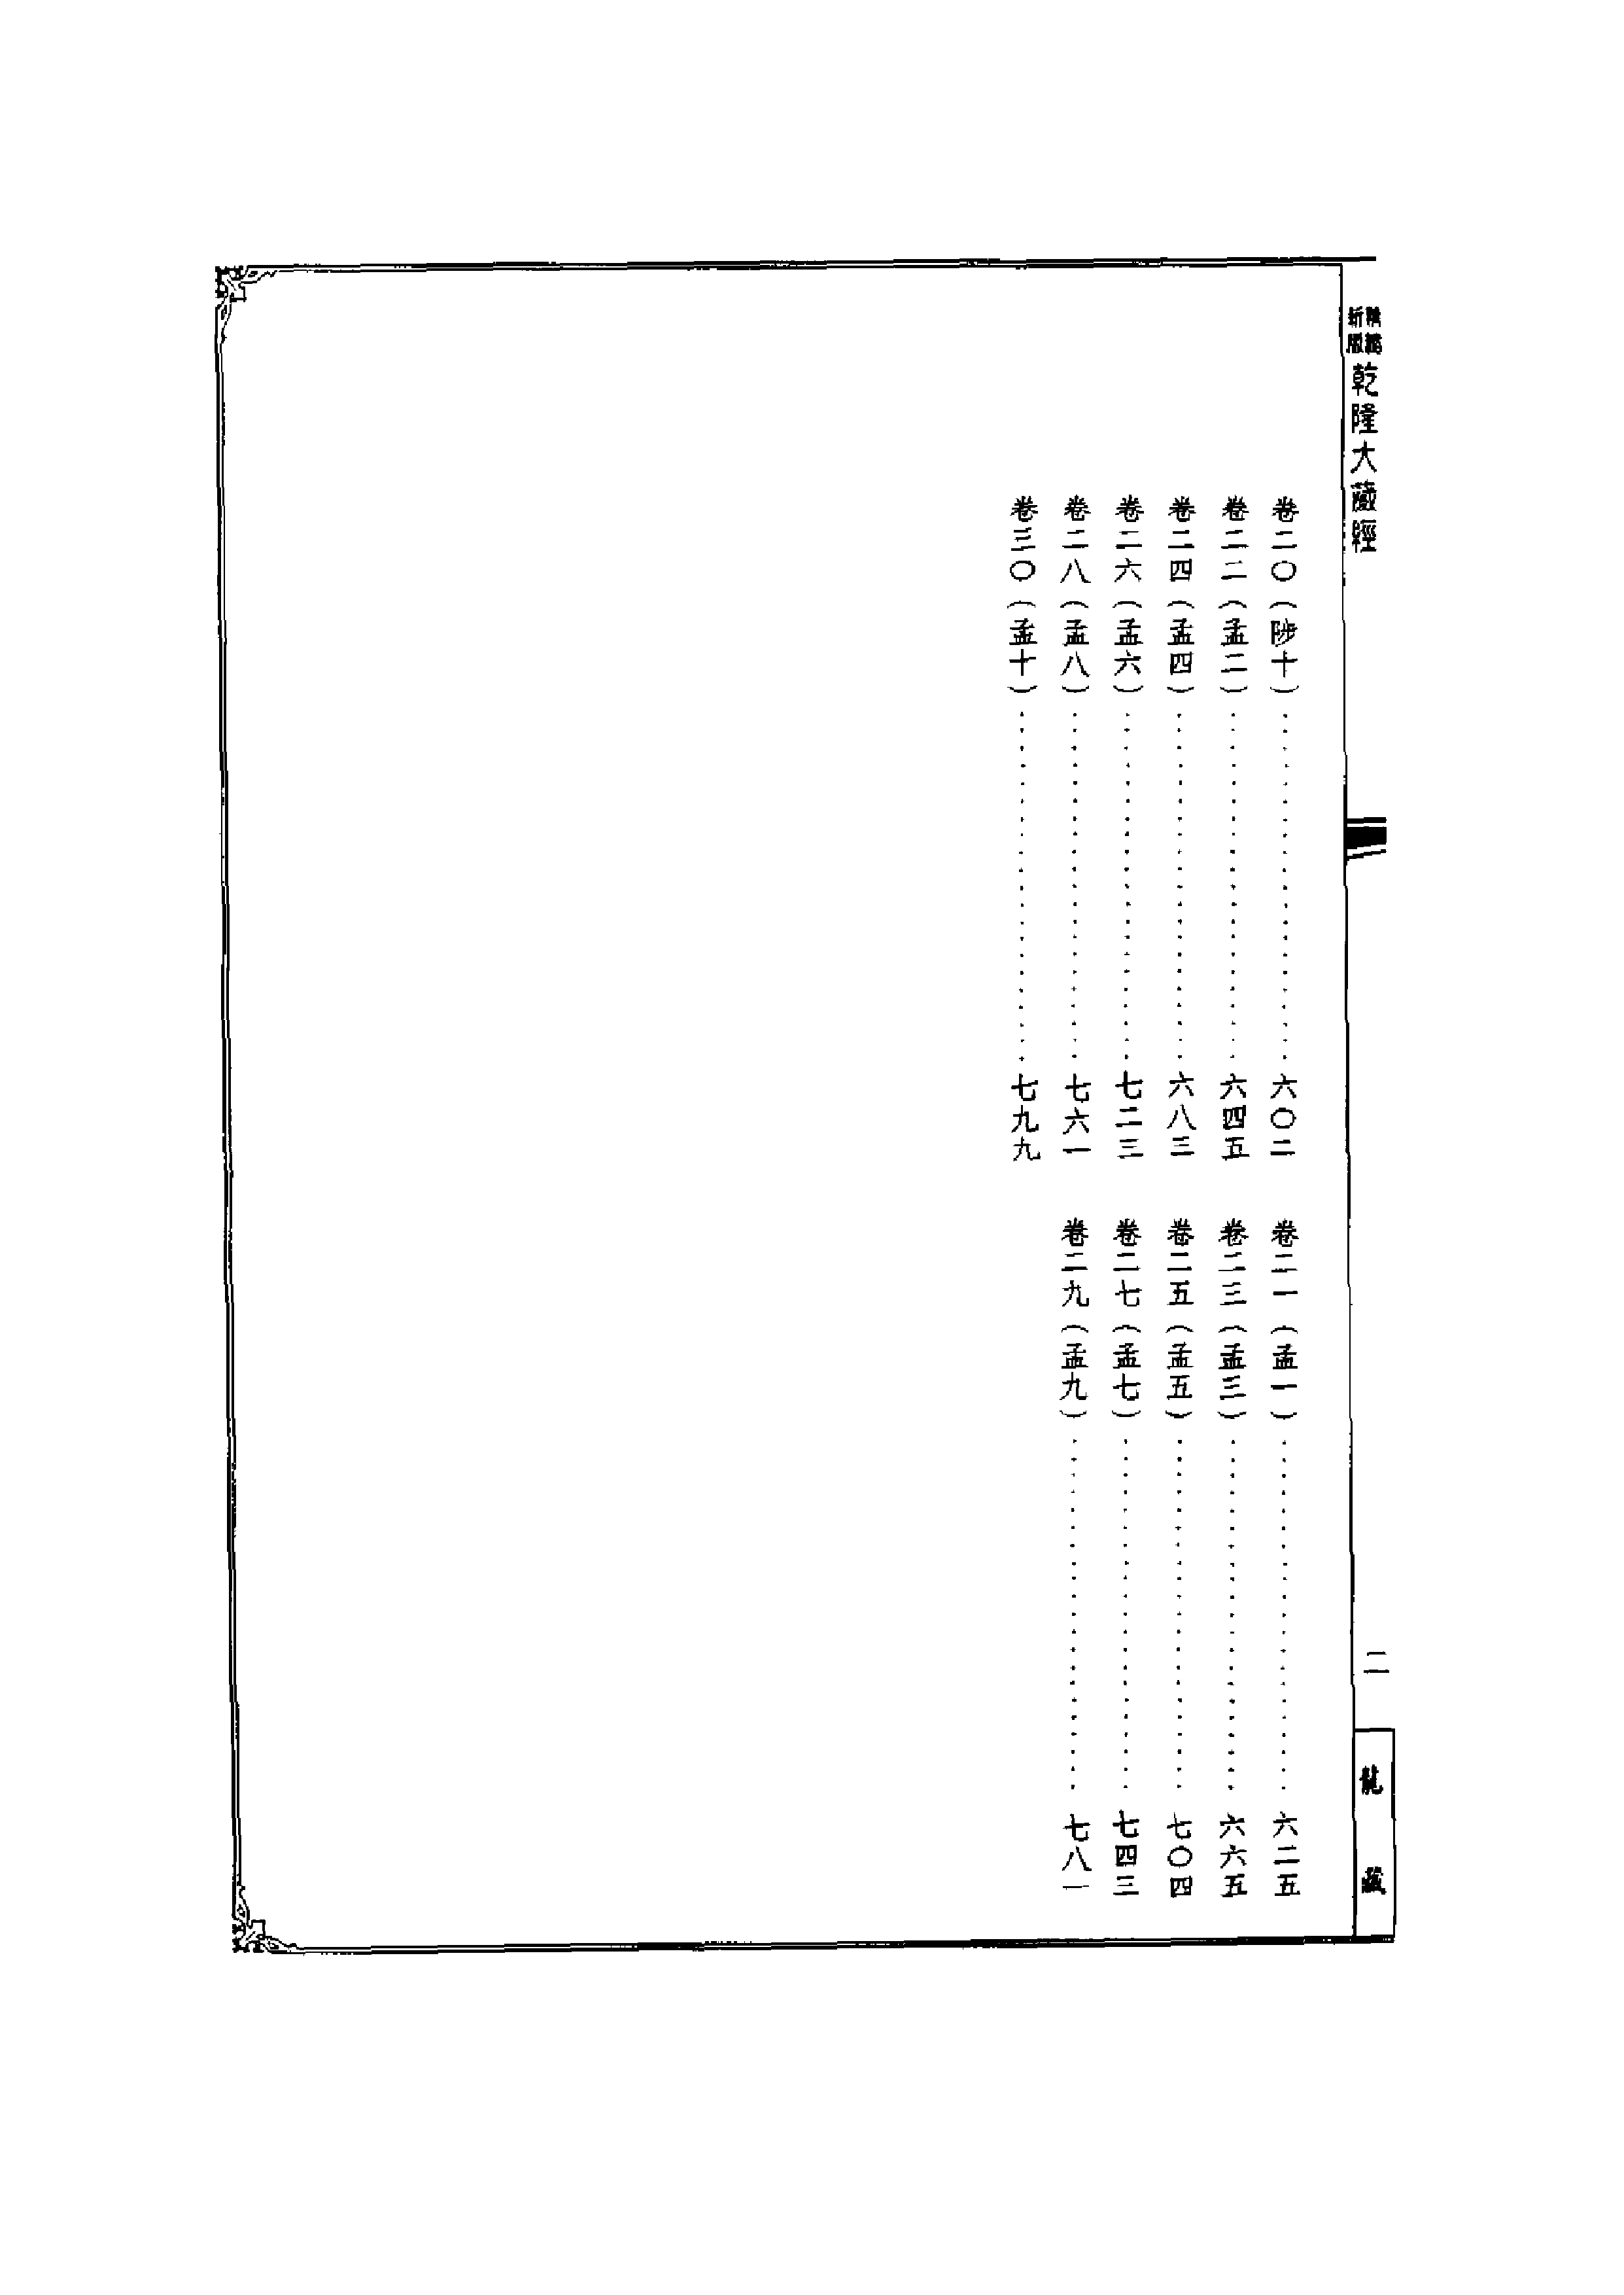 新版
乾隆大藏經
二
龍藏
卷二〇(陟十)····················六〇二
卷二一(孟一)····················六二五
卷二二(孟二)····················六四五
卷二三(孟三)····················六六五
卷二四(孟四)····················六八三
卷二五(孟五)····················七〇四
卷二六(孟六)····················七二三
卷二七(孟七)····················七四三
卷二八(孟八)····················七六一
卷二九(孟九)····················七八一
卷三〇(孟十)····················七九九